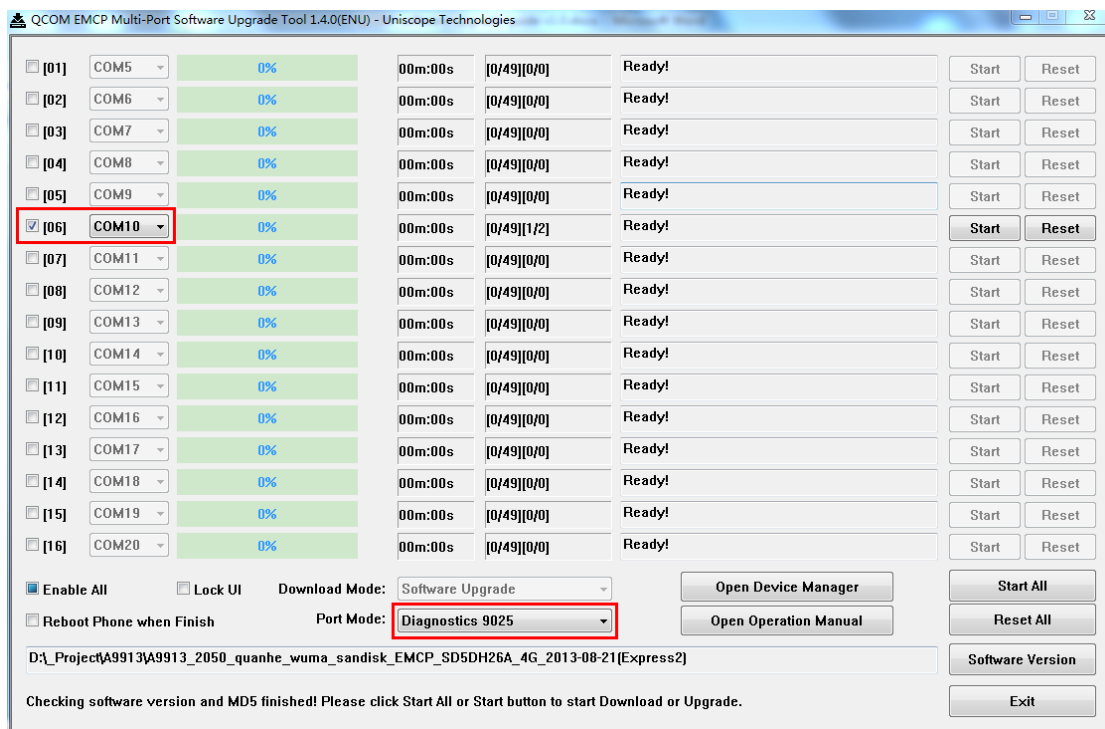 QCOM EMCP Multi-Port Software Upgrade Tool 1.4.0(ENU) - Uniscope Technologies
[01] COM5 0% 00m:00s [0/49][0/0] Ready! Start Reset
[02] COM6 0% 00m:00s [0/49][0/0] Ready! Start Reset
[03] COM7 0% 00m:00s [0/49][0/0] Ready! Start Reset
[04] COM8 0% 00m:00s [0/49][0/0] Ready! Start Reset
[05] COM9 0% 00m:00s [0/49][0/0] Ready! Start Reset
[06] COM10 0% 00m:00s [0/49][1/2] Ready! Start Reset
[07] COM11 0% 00m:00s [0/49][0/0] Ready! Start Reset
[08] COM12 0% 00m:00s [0/49][0/0] Ready! Start Reset
[09] COM13 0% 00m:00s [0/49][0/0] Ready! Start Reset
[10] COM14 0% 00m:00s [0/49][0/0] Ready! Start Reset
[11] COM15 0% 00m:00s [0/49][0/0] Ready! Start Reset
[12] COM16 0% 00m:00s [0/49][0/0] Ready! Start Reset
[13] COM17 0% 00m:00s [0/49][0/0] Ready! Start Reset
[14] COM18 0% 00m:00s [0/49][0/0] Ready! Start Reset
[15] COM19 0% 00m:00s [0/49][0/0] Ready! Start Reset
[16] COM20 0% 00m:00s [0/49][0/0] Ready! Start Reset
Enable All Lock UI Download Mode: Software Upgrade Open Device Manager Start All
Reboot Phone when Finish Port Mode: Diagnostics 9025 Open Operation Manual Reset All
D:\_Project\A9913\A9913_2050_quanhe_wuma_sandisk_EMCP_SD5DH26A_4G_2013-08-21(Express2) Software Version
Checking software version and MD5 finished! Please click Start All or Start button to start Download or Upgrade. Exit